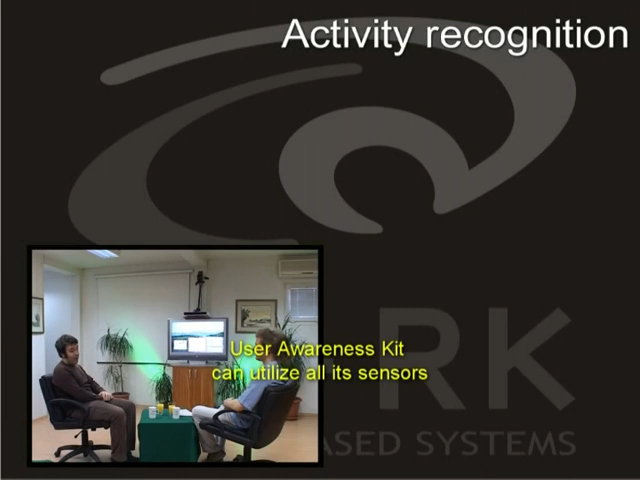 Activity recognition
User Awareness Kit
can utilize all its sensors
RK
ASED SYSTEMS